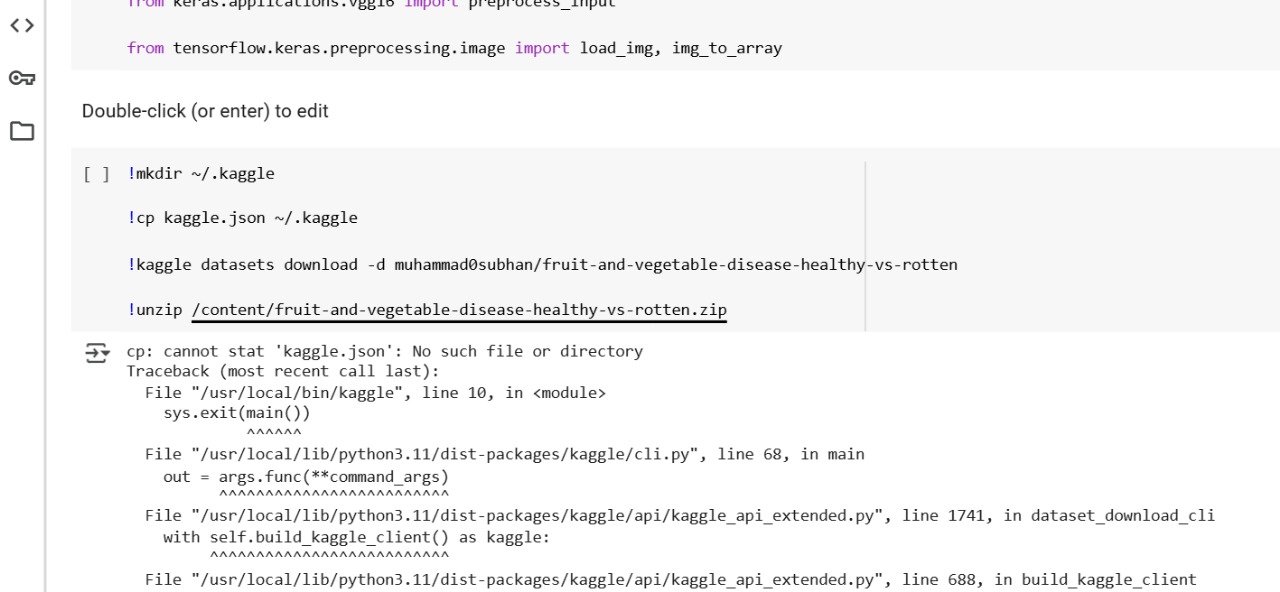 from keras.applications.vgg16 import preprocess_input
from tensorflow.keras.preprocessing.image import load_img, img_to_array
Double-click (or enter) to edit
[ ] !mkdir ~/.kaggle
!cp kaggle.json ~/.kaggle
!kaggle datasets download -d muhammad0subhan/fruit-and-vegetable-disease-healthy-vs-rotten
!unzip /content/fruit-and-vegetable-disease-healthy-vs-rotten.zip
cp: cannot stat 'kaggle.json': No such file or directory
Traceback (most recent call last):
File "/usr/local/bin/kaggle", line 10, in <module>
sys.exit(main())
^^^^^^
File "/usr/local/lib/python3.11/dist-packages/kaggle/cli.py", line 68, in main
out = args.func(**command_args)
^^^^^^^^^^^^^^^^^^^^^^^^^
File "/usr/local/lib/python3.11/dist-packages/kaggle/api/kaggle_api_extended.py", line 1741, in dataset_download_cli
with self.build_kaggle_client() as kaggle:
^^^^^^^^^^^^^^^^^^^^^^^^^^
File "/usr/local/lib/python3.11/dist-packages/kaggle/api/kaggle_api_extended.py", line 688, in build_kaggle_client